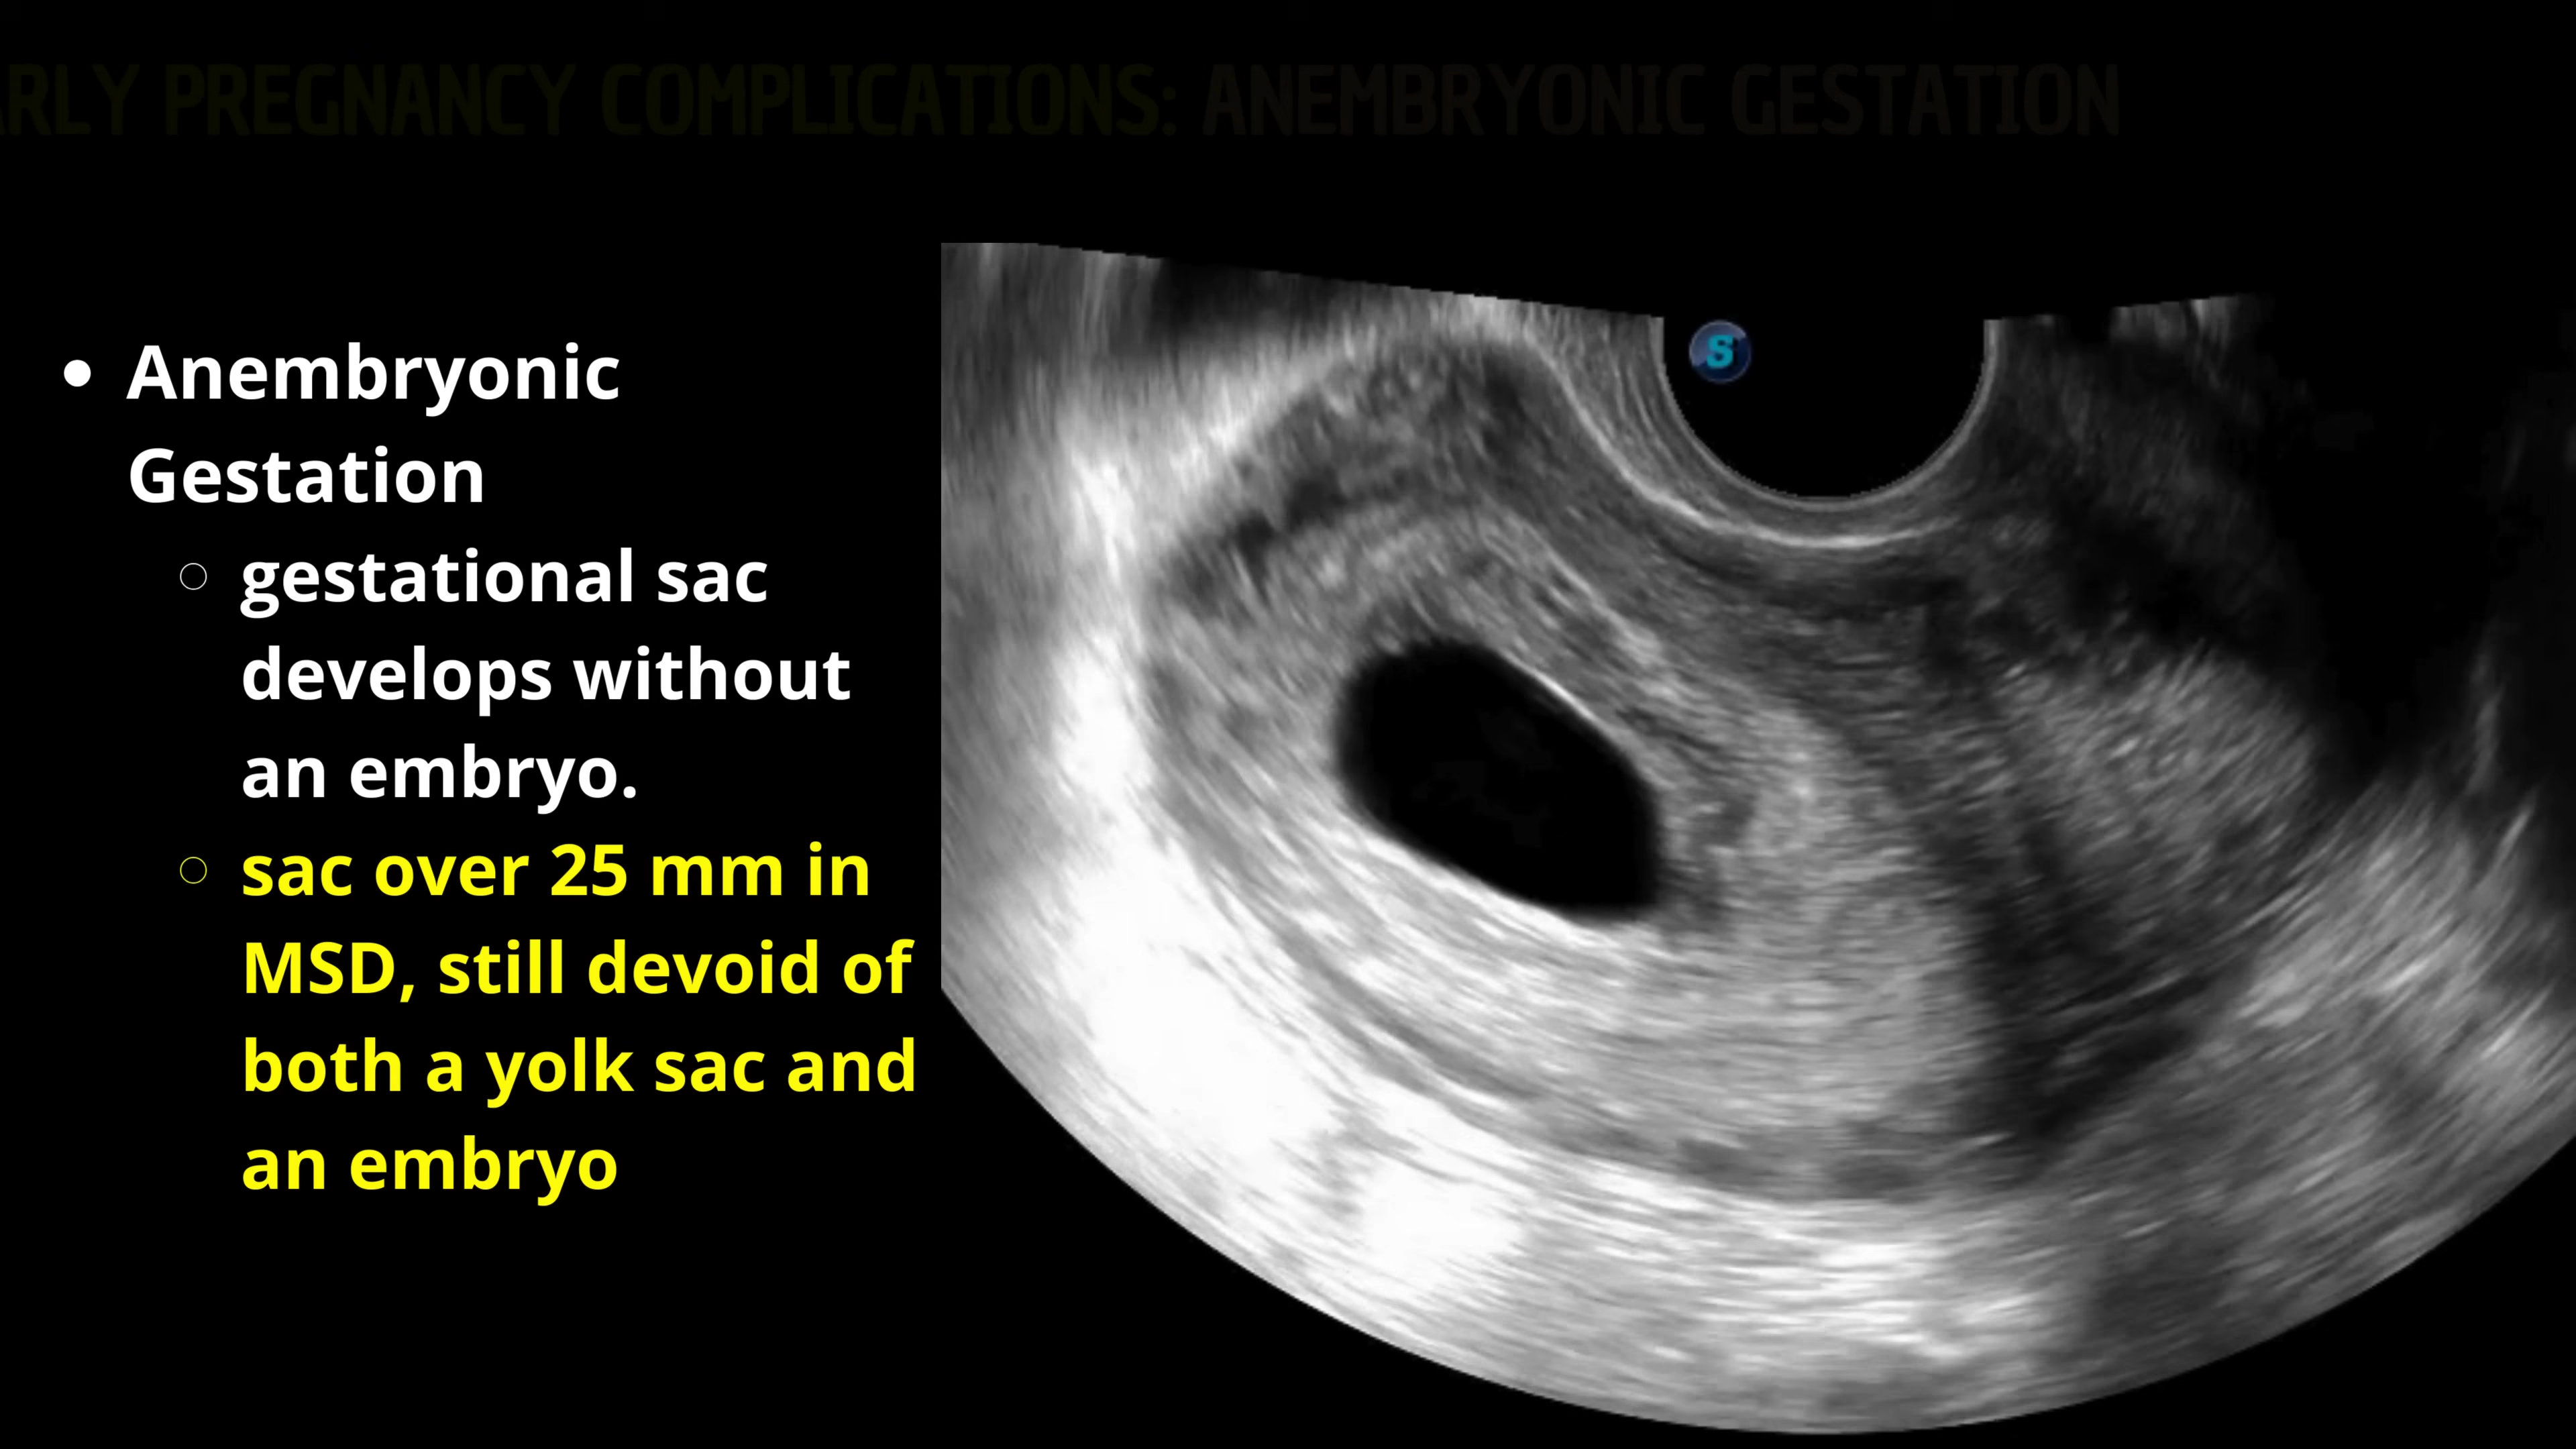 ARLY PREGNANCY COMPLICATIONS: ANEMBRYONIC GESTATION
• Anembryonic
Gestation
○ gestational sac
develops without
an embryo.
○ sac over 25 mm in
MSD, still devoid of
both a yolk sac and
an embryo
S